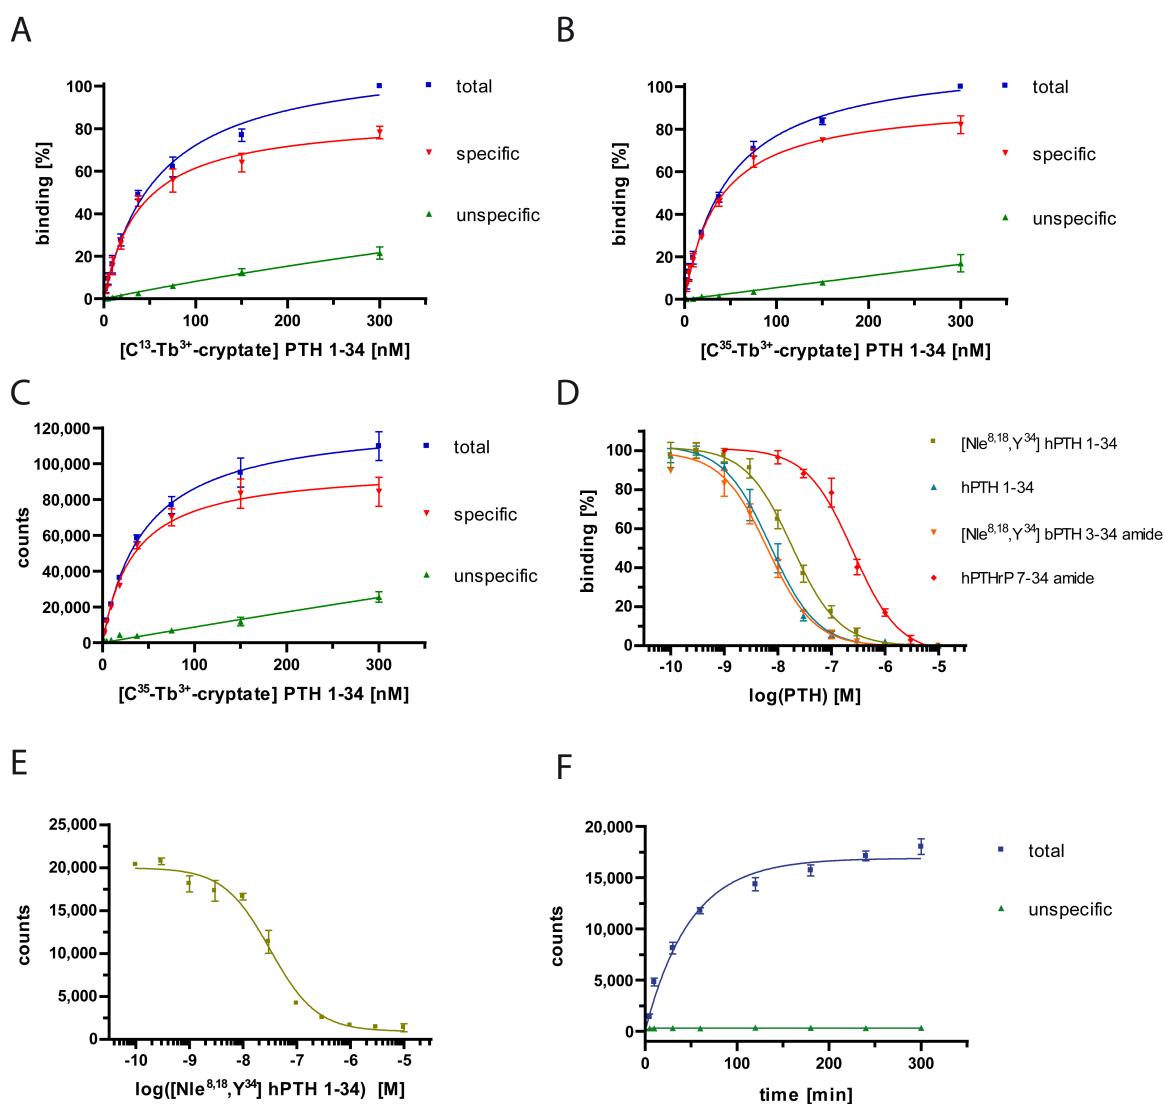 A
100
80
60
40
20
0
binding [%]
0
100
200
300
[C¹³-Tb³⁺-cryptate] PTH 1-34 [nM]
total
specific
unspecific
B
100
80
60
40
20
0
binding [%]
0
100
200
300
[C³⁵-Tb³⁺-cryptate] PTH 1-34 [nM]
total
specific
unspecific
C
120,000
100,000
80,000
60,000
40,000
20,000
0
counts
0
100
200
300
[C³⁵-Tb³⁺-cryptate] PTH 1-34 [nM]
total
specific
unspecific
D
100
80
60
40
20
0
binding [%]
-10
-9
-8
-7
-6
-5
log(PTH) [M]
[Nle⁸,¹⁸,Y³⁴] hPTH 1-34
hPTH 1-34
[Nle⁸,¹⁸,Y³⁴] bPTH 3-34 amide
hPTHrP 7-34 amide
E
25,000
20,000
15,000
10,000
5,000
0
counts
-10
-9
-8
-7
-6
-5
log([Nle⁸,¹⁸,Y³⁴] hPTH 1-34) [M]
F
20,000
15,000
10,000
5,000
0
counts
0
100
200
300
time [min]
total
unspecific